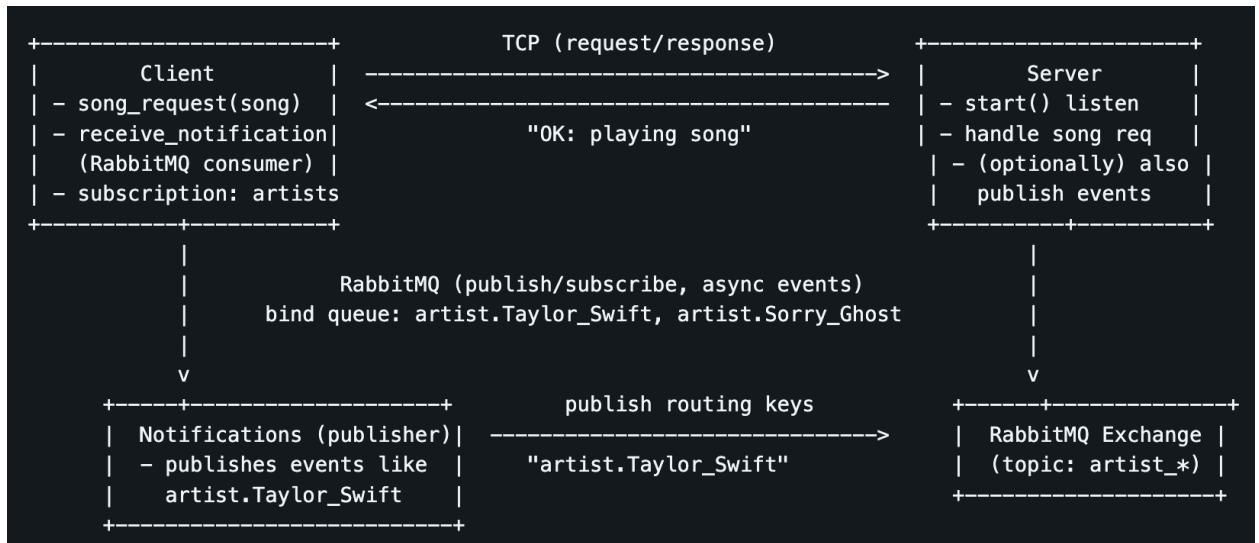 TCP (request/response)
Client Server
- song_request(song) - start() listen
- receive_notification "OK: playing song" - handle song req
(RabbitMQ consumer) - (optionally) also
- subscription: artists publish events
RabbitMQ (publish/subscribe, async events)
bind queue: artist.Taylor_Swift, artist.Sorry_Ghost
publish routing keys
Notifications (publisher) RabbitMQ Exchange
- publishes events like "artist.Taylor_Swift" (topic: artist_*)
artist.Taylor_Swift